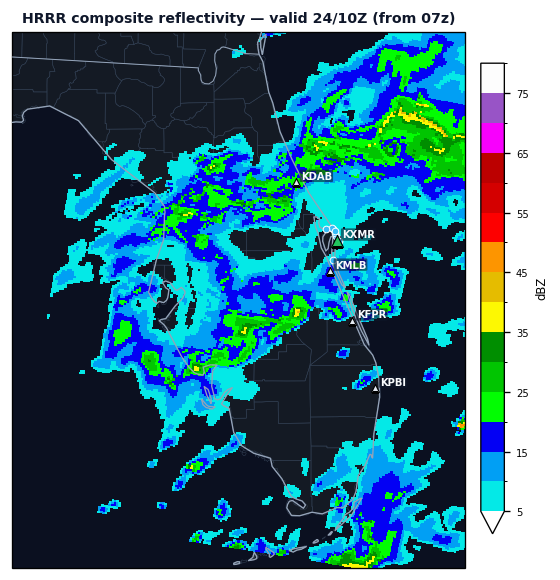 HRRR composite reflectivity — valid 24/10Z (from 07z)
KDAB
KXMR
KMLB
KFPR
KPBI
75
65
55
45
35
25
15
5
dBZ